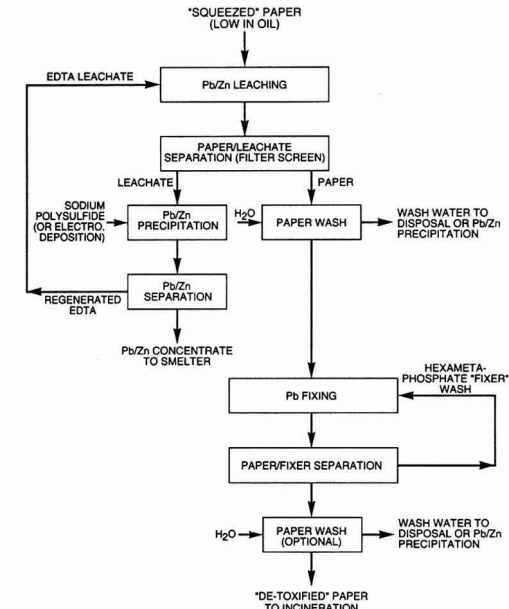 "SQUEEZED" PAPER
(LOW IN OIL)
EDTA LEACHATE
Pb/Zn LEACHING
PAPER/LEACHATE
SEPARATION (FILTER SCREEN)
LEACHATE
PAPER
SODIUM
POLYSULFIDE
(OR ELECTRO.
DEPOSITION)
Pb/Zn
PRECIPITATION
H2O
PAPER WASH
WASH WATER TO
DISPOSAL OR Pb/Zn
PRECIPITATION
REGENERATED
EDTA
Pb/Zn
SEPARATION
Pb/Zn CONCENTRATE
TO SMELTER
HEXAMETA-
PHOSPHATE "FIXER"
WASH
Pb FIXING
PAPER/FIXER SEPARATION
H2O
PAPER WASH
(OPTIONAL)
WASH WATER TO
DISPOSAL OR Pb/Zn
PRECIPITATION
"DE-TOXIFIED" PAPER
TO INCINERATION